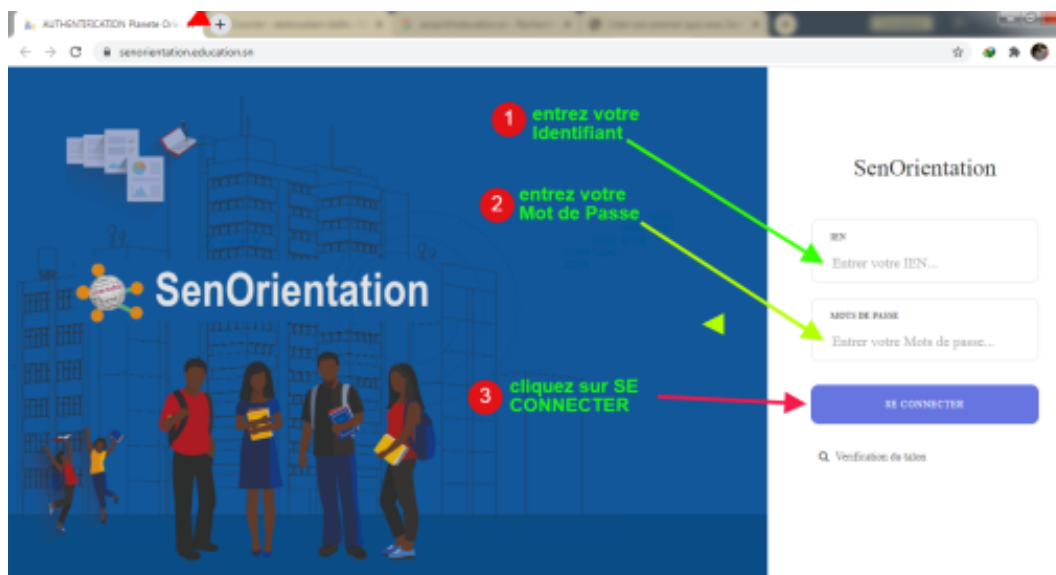 AUTHENTIFICATION Planete Ori
senorientation.education.sn
1 entrez votre
Identifiant
2 entrez votre
Mot de Passe
SenOrientation
3 cliquez sur SE
CONNECTER
SenOrientation
IEN
Entrer votre IEN...
MOTS DE PASSE
Entrer votre Mots de passe...
SE CONNECTER
Verification du talon